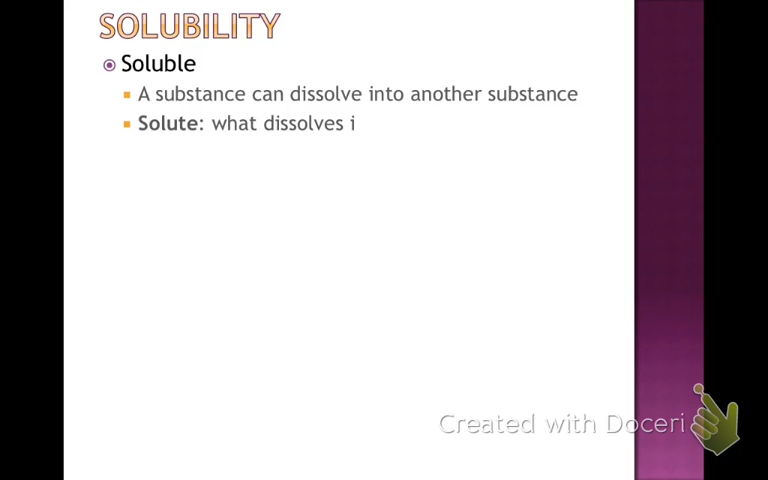 SOLUBILITY
Soluble
A substance can dissolve into another substance
Solute: what dissolves i
Created with Doceri